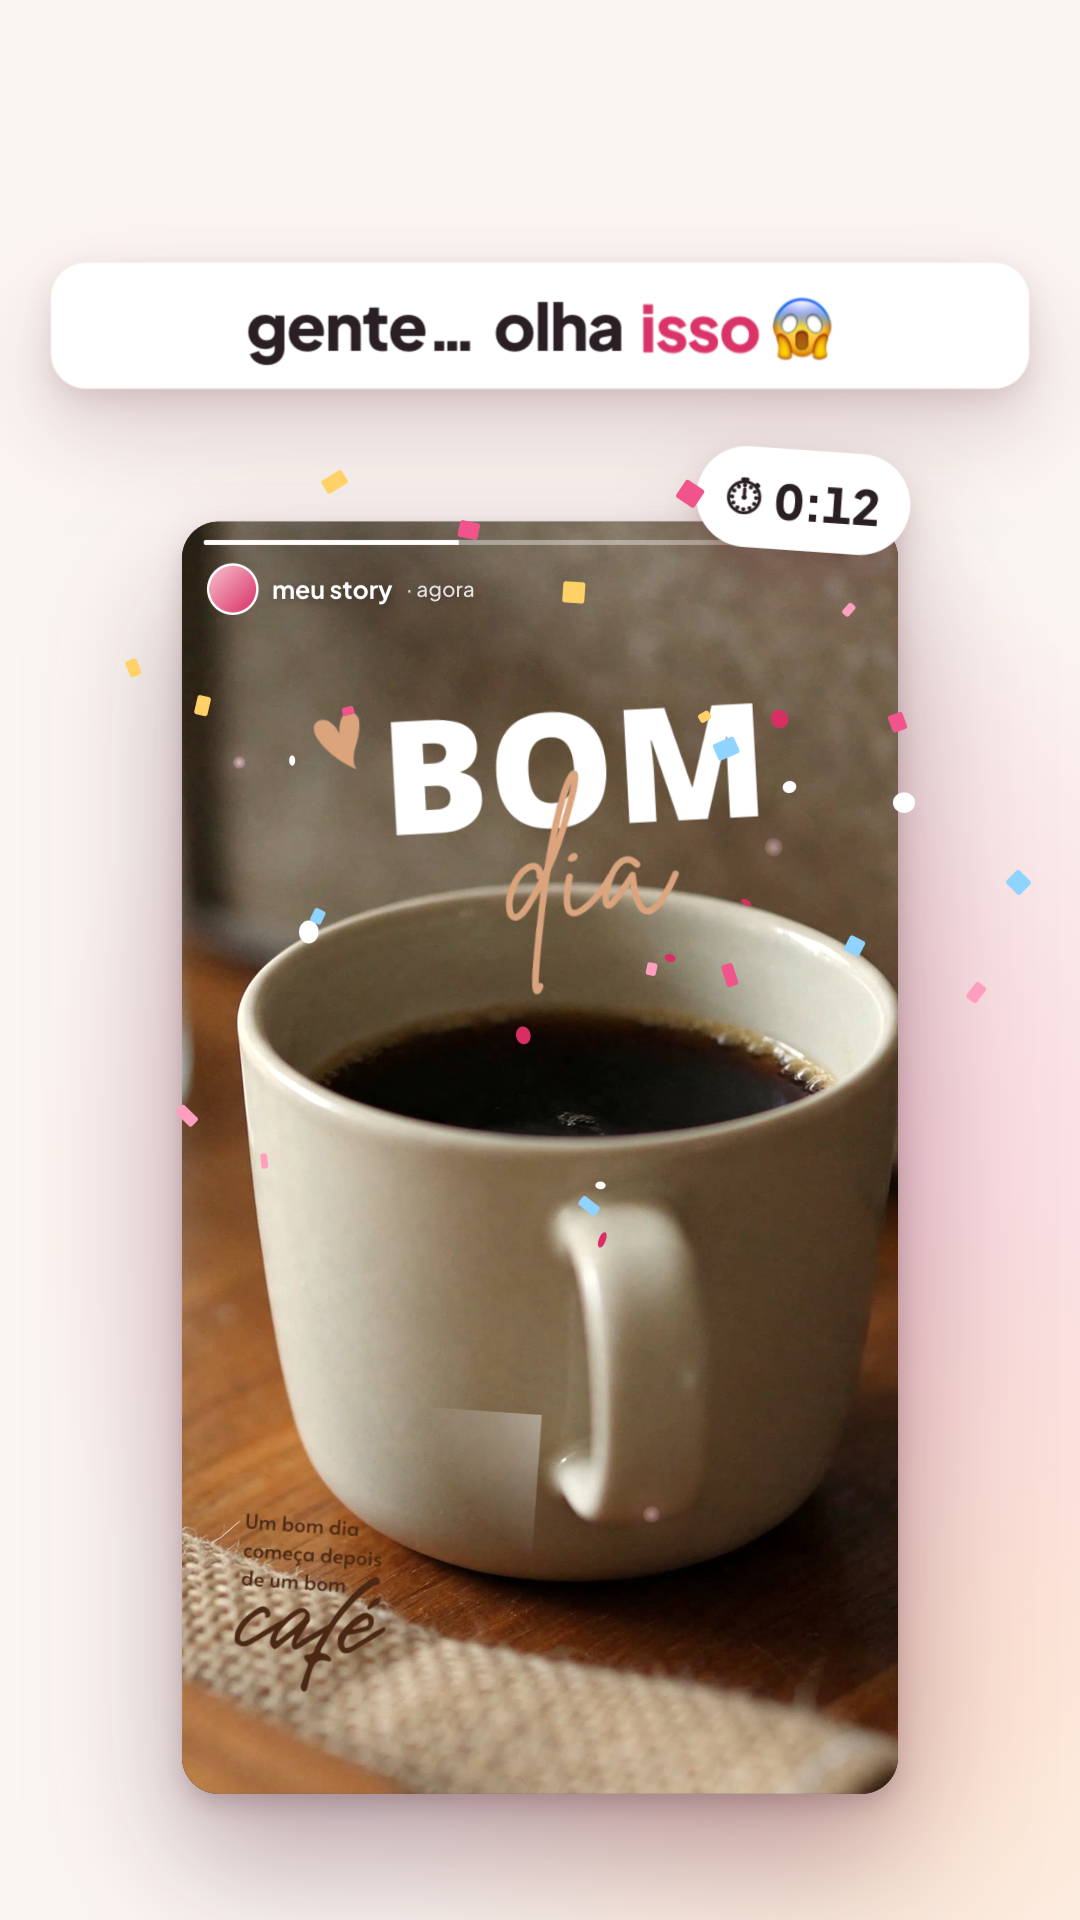 gente... olha isso 😱
⏱ 0:12
meu story · agora
BOM
dia
Um bom dia
começa depois
de um bom
café